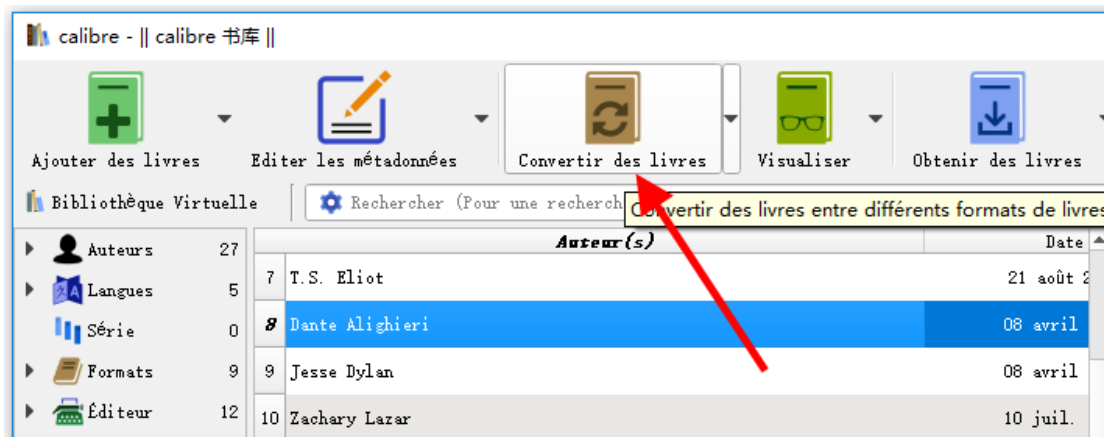 calibre - || calibre 书库 ||
Ajouter des livres
Editer les métadonnées
Convertir des livres
Visualiser
Obtenir des livres
Bibliothèque Virtuelle
Rechercher (Pour une recherch
Convertir des livres entre différents formats de livres
Auteurs 27
Langues 5
Série 0
Formats 9
Éditeur 12
Auteur(s) Date
7 T.S. Eliot 21 août 2
8 Dante Alighieri 08 avril
9 Jesse Dylan 08 avril
10 Zachary Lazar 10 juil.